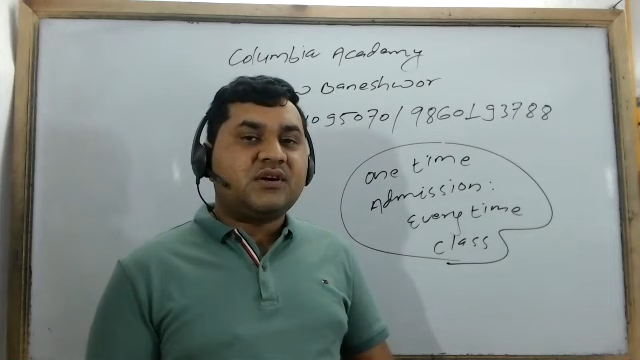 Columbia Academy
Baneshwor
095070/9860193788
one time
Admission:
Every time
class